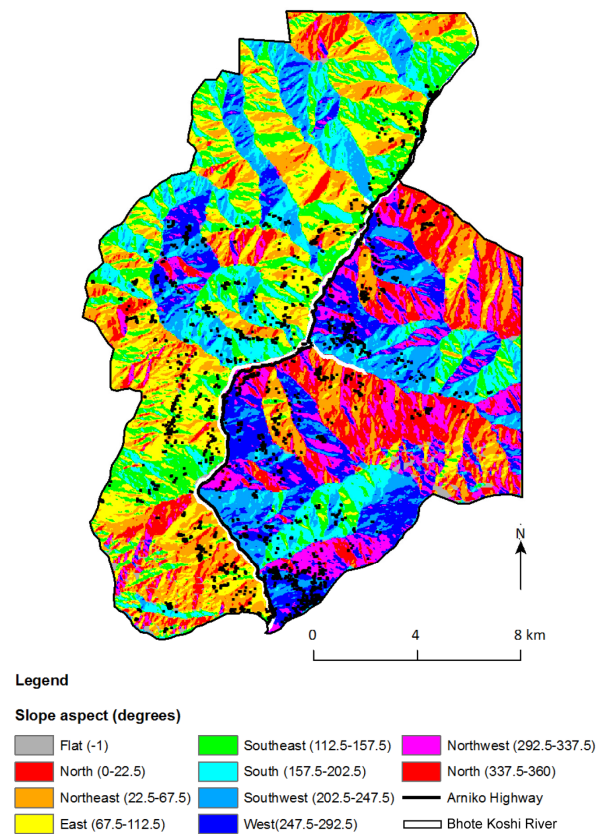 N
0 4 8 km
Legend
Slope aspect (degrees)
Flat (-1) Southeast (112.5-157.5) Northwest (292.5-337.5)
North (0-22.5) South (157.5-202.5) North (337.5-360)
Northeast (22.5-67.5) Southwest (202.5-247.5) Arniko Highway
East (67.5-112.5) West(247.5-292.5) Bhote Koshi River